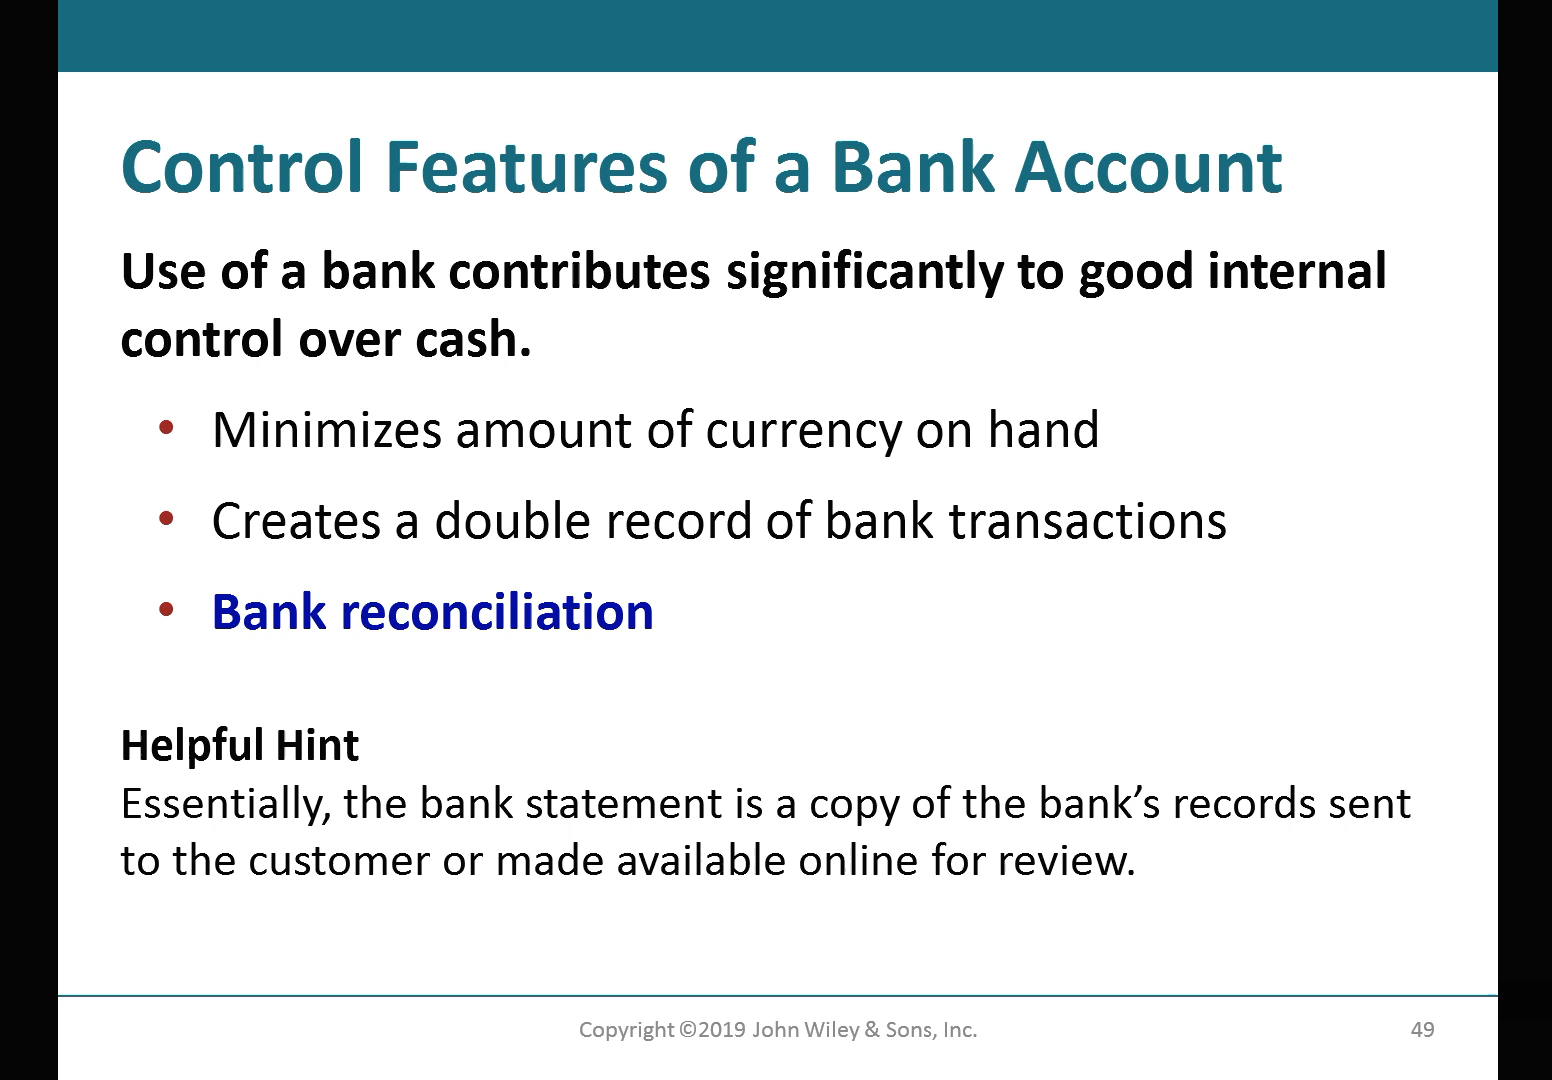 Control Features of a Bank Account
Use of a bank contributes significantly to good internal
control over cash.
• Minimizes amount of currency on hand
• Creates a double record of bank transactions
• Bank reconciliation
Helpful Hint
Essentially, the bank statement is a copy of the bank’s records sent
to the customer or made available online for review.
Copyright ©2019 John Wiley & Sons, Inc.
49